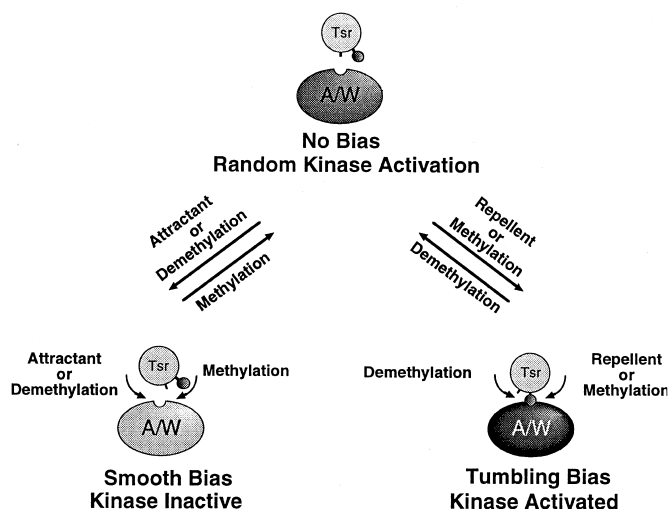 Tsr
A/W
No Bias
Random Kinase Activation
Attractant
or
Demethylation
Methylation
Repellent
or
Methylation
Demethylation
Attractant
or
Demethylation
Tsr
Methylation
A/W
Smooth Bias
Kinase Inactive
Demethylation
Tsr
Repellent
or
Methylation
A/W
Tumbling Bias
Kinase Activated